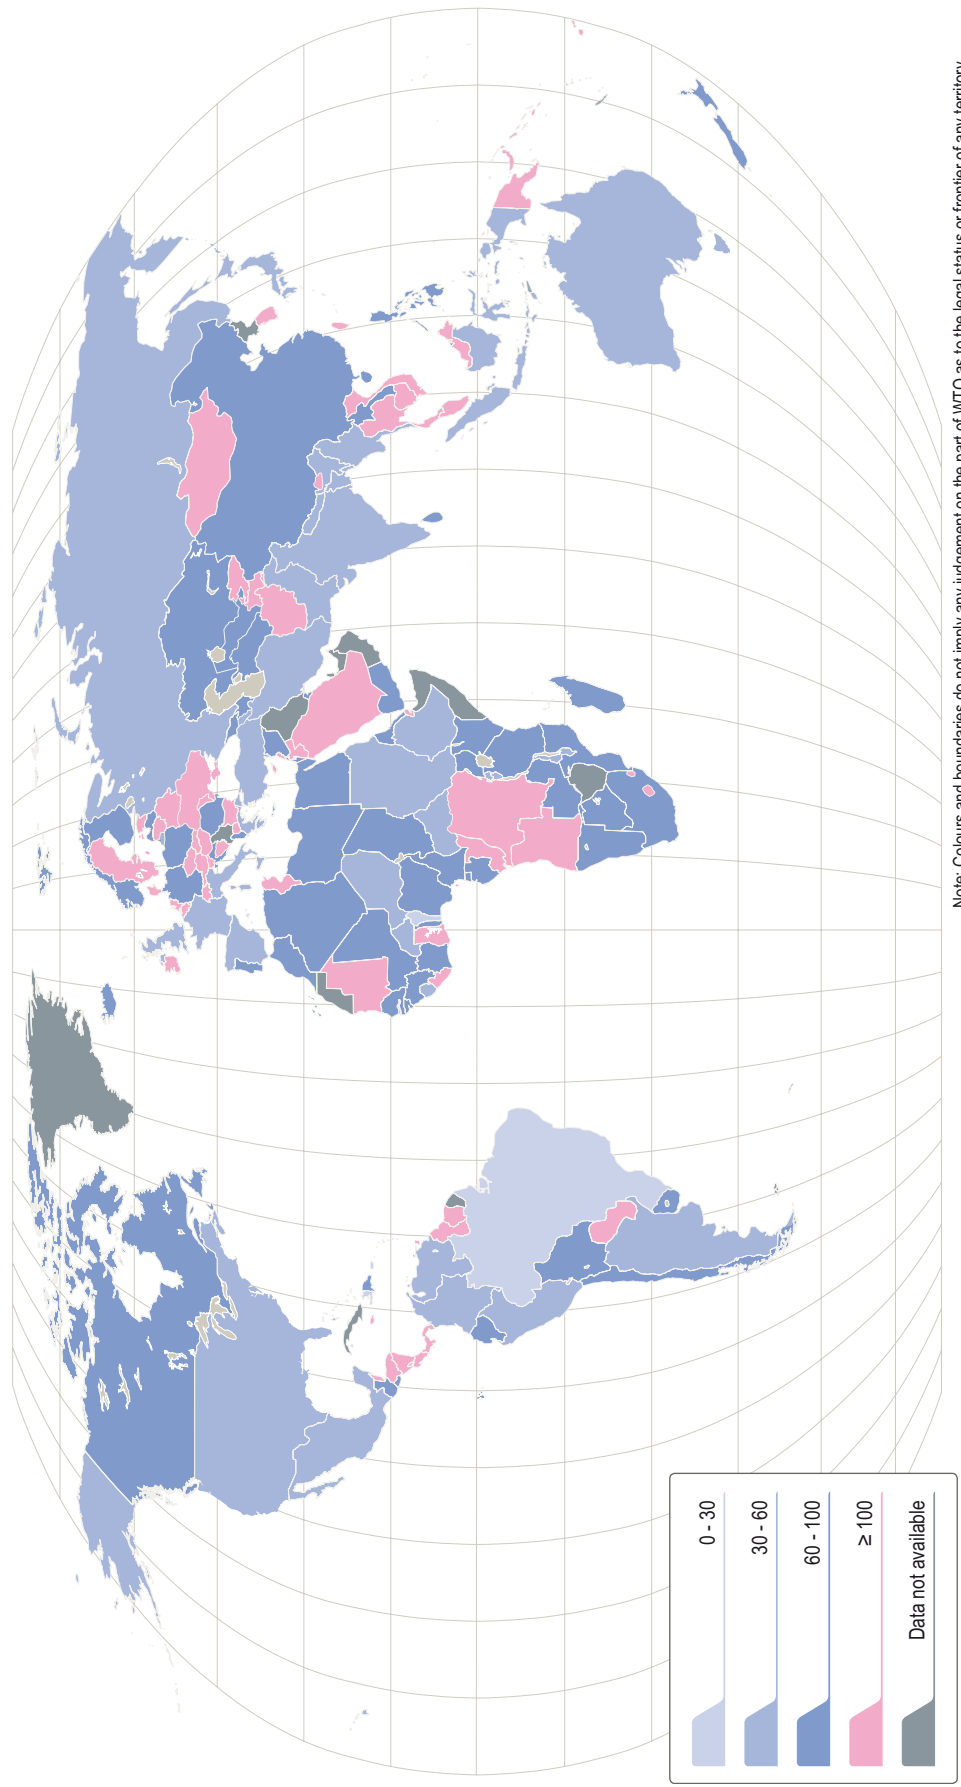 0 - 30
30 - 60
60 - 100
≥ 100
Data not available
Note: Colours and boundaries do not imply any judgement on the part of WTO as to the legal status or frontier of any territory